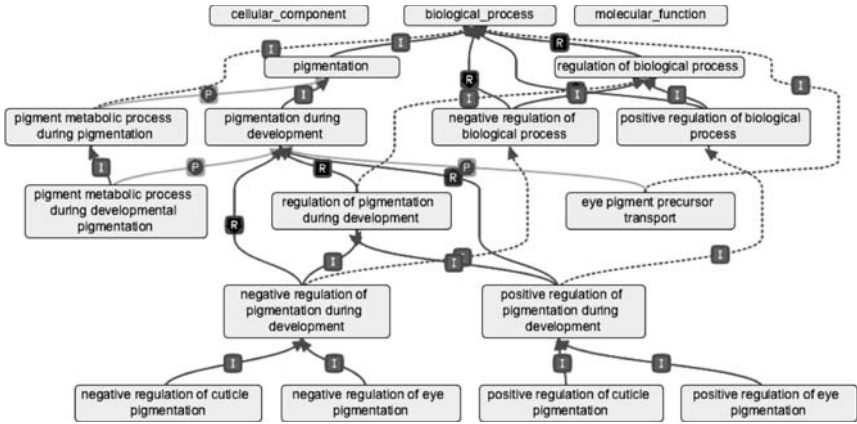 cellular_component
biological_process
molecular_function
I
I
R
pigmentation
regulation of biological process
I
P
I
R
I
I
I
pigment metabolic process
during pigmentation
pigmentation during
development
negative regulation of
biological process
positive regulation of biological
process
I
P
R
R
P
pigment metabolic process
during developmental
pigmentation
regulation of pigmentation
during development
eye pigment precursor
transport
R
I
I
I
negative regulation of
pigmentation during
development
positive regulation of
pigmentation during
development
I
I
I
I
negative regulation of cuticle
pigmentation
negative regulation of eye
pigmentation
positive regulation of cuticle
pigmentation
positive regulation of eye
pigmentation